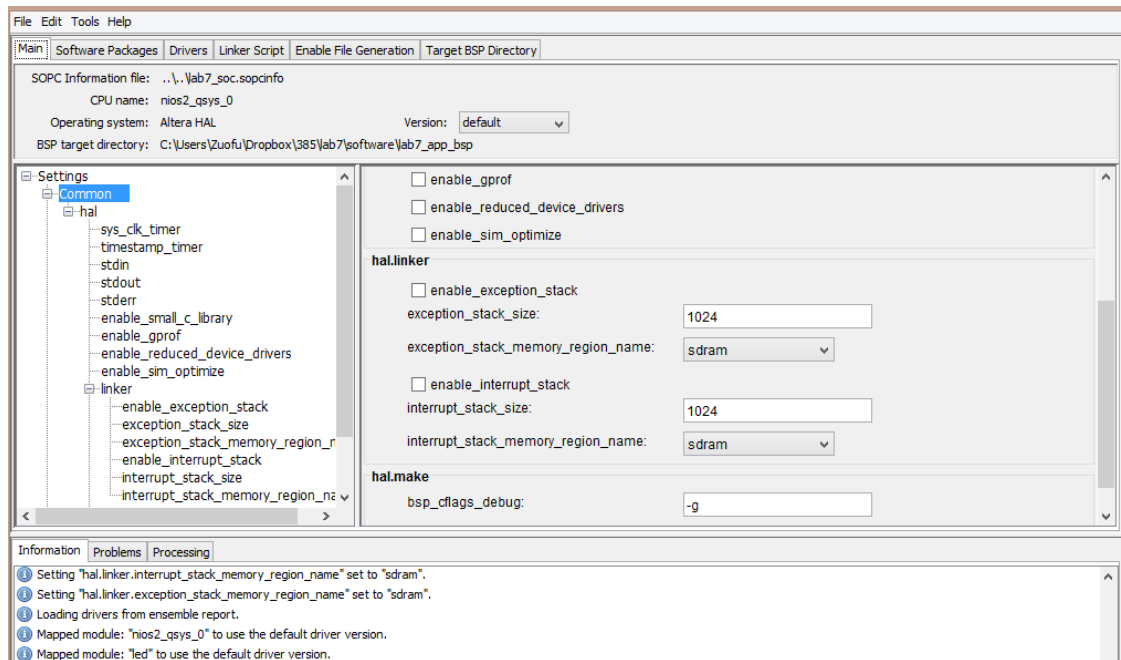 File Edit Tools Help
Main Software Packages Drivers Linker Script Enable File Generation Target BSP Directory
SOPC Information file: ..\..\lab7_soc.sopcinfo
CPU name: nios2_qsys_0
Operating system: Altera HAL Version: default
BSP target directory: C:\Users\Zuofu\Dropbox\385\lab7\software\lab7_app_bsp
Settings
Common
hal
sys_clk_timer
timestamp_timer
stdin
stdout
stderr
enable_small_c_library
enable_gprof
enable_reduced_device_drivers
enable_sim_optimize
linker
enable_exception_stack
exception_stack_size
exception_stack_memory_region_n
enable_interrupt_stack
interrupt_stack_size
interrupt_stack_memory_region_na
enable_gprof
enable_reduced_device_drivers
enable_sim_optimize
hal.linker
enable_exception_stack
exception_stack_size: 1024
exception_stack_memory_region_name: sdram
enable_interrupt_stack
interrupt_stack_size: 1024
interrupt_stack_memory_region_name: sdram
hal.make
bsp_cflags_debug: -g
Information Problems Processing
Setting "hal.linker.interrupt_stack_memory_region_name" set to "sdram".
Setting "hal.linker.exception_stack_memory_region_name" set to "sdram".
Loading drivers from ensemble report.
Mapped module: "nios2_qsys_0" to use the default driver version.
Mapped module: "led" to use the default driver version.